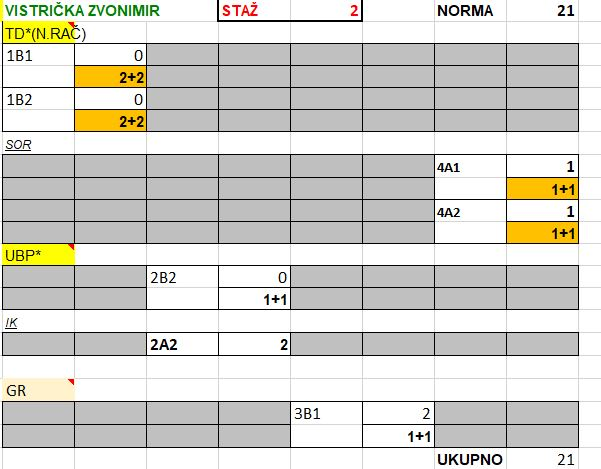 VISTRIČKA ZVONIMIR STAŽ 2 NORMA 21
TD*(N.RAČ)
1B1 0
2+2
1B2 0
2+2
SOR
4A1 1
1+1
4A2 1
1+1
UBP*
2B2 0
1+1
IK
2A2 2
GR
3B1 2
1+1
UKUPNO 21